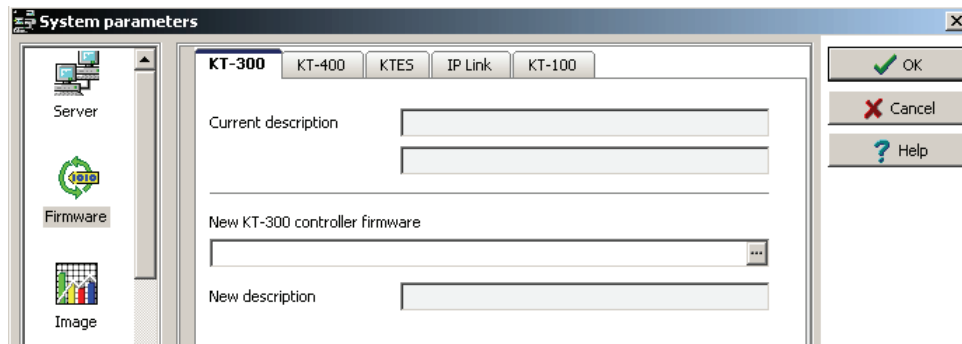 System parameters
Server
Firmware
Image
KT-300 KT-400 KTES IP Link KT-100
Current description
New KT-300 controller firmware
...
New description
OK
Cancel
Help